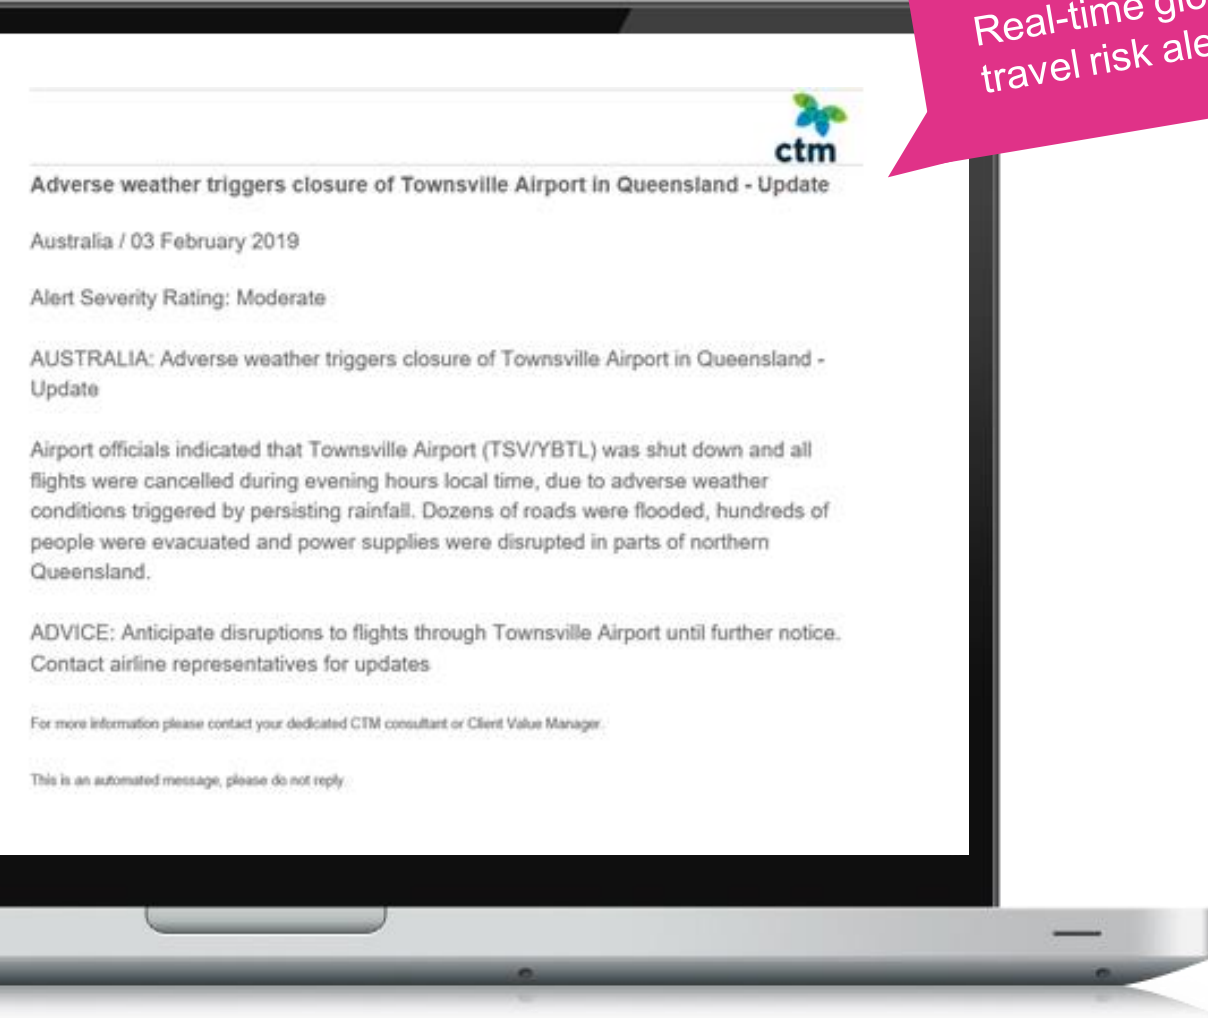 Real-time
travel risk
ctm
Adverse weather triggers closure of Townsville Airport in Queensland - Update
Australia / 03 February 2019
Alert Severity Rating: Moderate
AUSTRALIA: Adverse weather triggers closure of Townsville Airport in Queensland -
Update
Airport officials indicated that Townsville Airport (TSV/YBTL) was shut down and all
flights were cancelled during evening hours local time, due to adverse weather
conditions triggered by persisting rainfall. Dozens of roads were flooded, hundreds of
people were evacuated and power supplies were disrupted in parts of northern
Queensland.
ADVICE: Anticipate disruptions to flights through Townsville Airport until further notice.
Contact airline representatives for updates
For more information please contact your dedicated CTM consultant or Client Value Manager.
This is an automated message, please do not reply